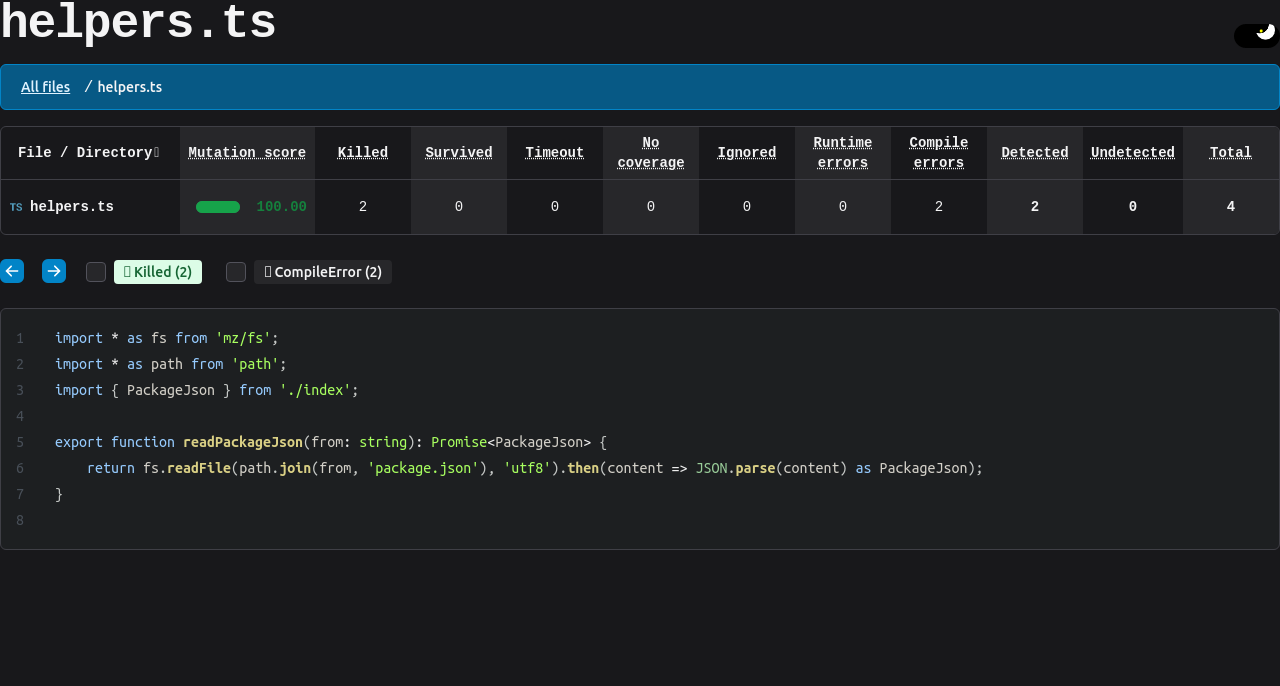 helpers.ts
All files / helpers.ts
File / Directory Mutation score Killed Survived Timeout No coverage Ignored Runtime errors Compile errors Detected Undetected Total
TS helpers.ts 100.00 2 0 0 0 0 0 2 2 0 4
Killed (2) CompileError (2)
1 import * as fs from 'mz/fs';
2 import * as path from 'path';
3 import { PackageJson } from './index';
4
5 export function readPackageJson(from: string): Promise<PackageJson> {
6     return fs.readFile(path.join(from, 'package.json'), 'utf8').then(content => JSON.parse(content) as PackageJson);
7 }
8